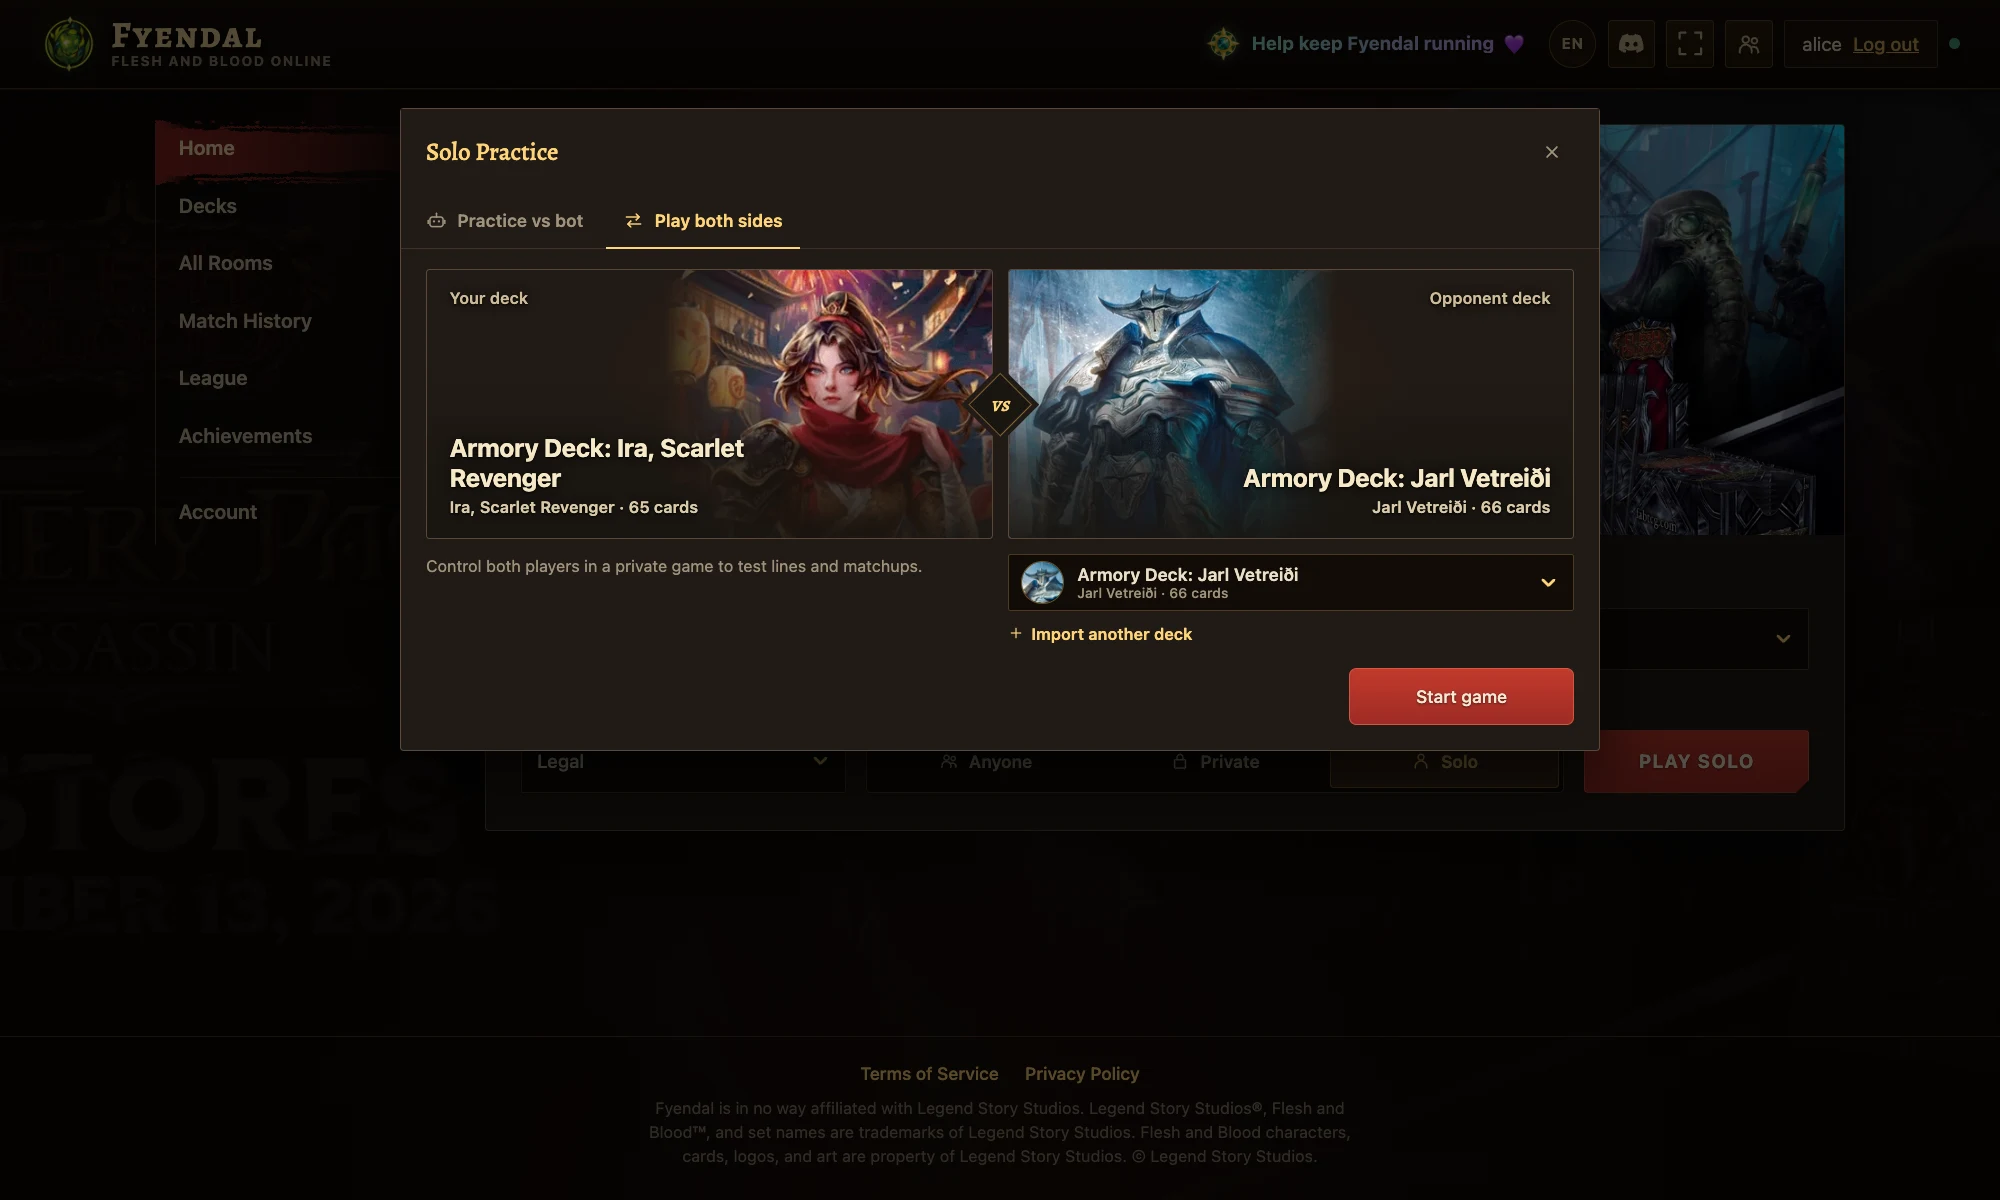 FYENDAL
FLESH AND BLOOD ONLINE
Help keep Fyendal running 💜
EN
alice Log out
Home
Decks
All Rooms
Match History
League
Achievements
Account
Solo Practice
Practice vs bot
Play both sides
Your deck
Armory Deck: Ira, Scarlet
Revenger
Ira, Scarlet Revenger · 65 cards
VS
Opponent deck
Armory Deck: Jarl Vetreiði
Jarl Vetreiði · 66 cards
Control both players in a private game to test lines and matchups.
Armory Deck: Jarl Vetreiði
Jarl Vetreiði · 66 cards
+ Import another deck
Start game
Legal
Anyone
Private
Solo
PLAY SOLO
ASSASSIN
STORES
MBER 13, 2026
Terms of Service
Privacy Policy
Fyendal is in no way affiliated with Legend Story Studios. Legend Story Studios®, Flesh and
Blood™, and set names are trademarks of Legend Story Studios. Flesh and Blood characters,
cards, logos, and art are property of Legend Story Studios. © Legend Story Studios.